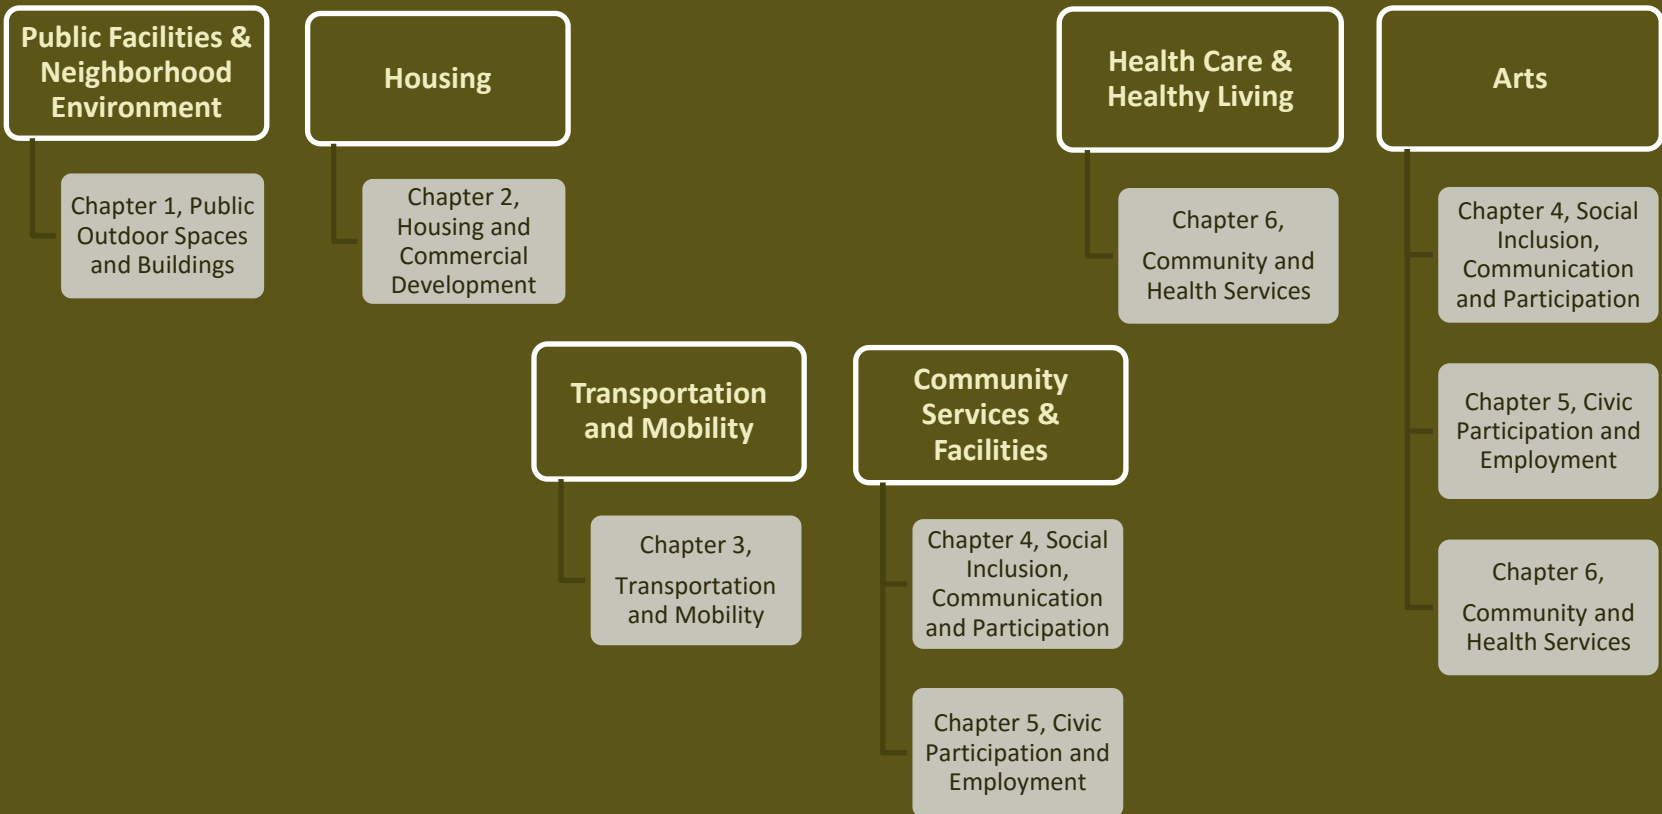 Public Facilities &
Neighborhood
Environment
Chapter 1, Public
Outdoor Spaces
and Buildings
Housing
Chapter 2,
Housing and
Commercial
Development
Transportation
and Mobility
Chapter 3,
Transportation
and Mobility
Community
Services &
Facilities
Chapter 4, Social
Inclusion,
Communication
and Participation
Chapter 5, Civic
Participation and
Employment
Health Care &
Healthy Living
Chapter 6,
Community and
Health Services
Arts
Chapter 4, Social
Inclusion,
Communication
and Participation
Chapter 5, Civic
Participation and
Employment
Chapter 6,
Community and
Health Services